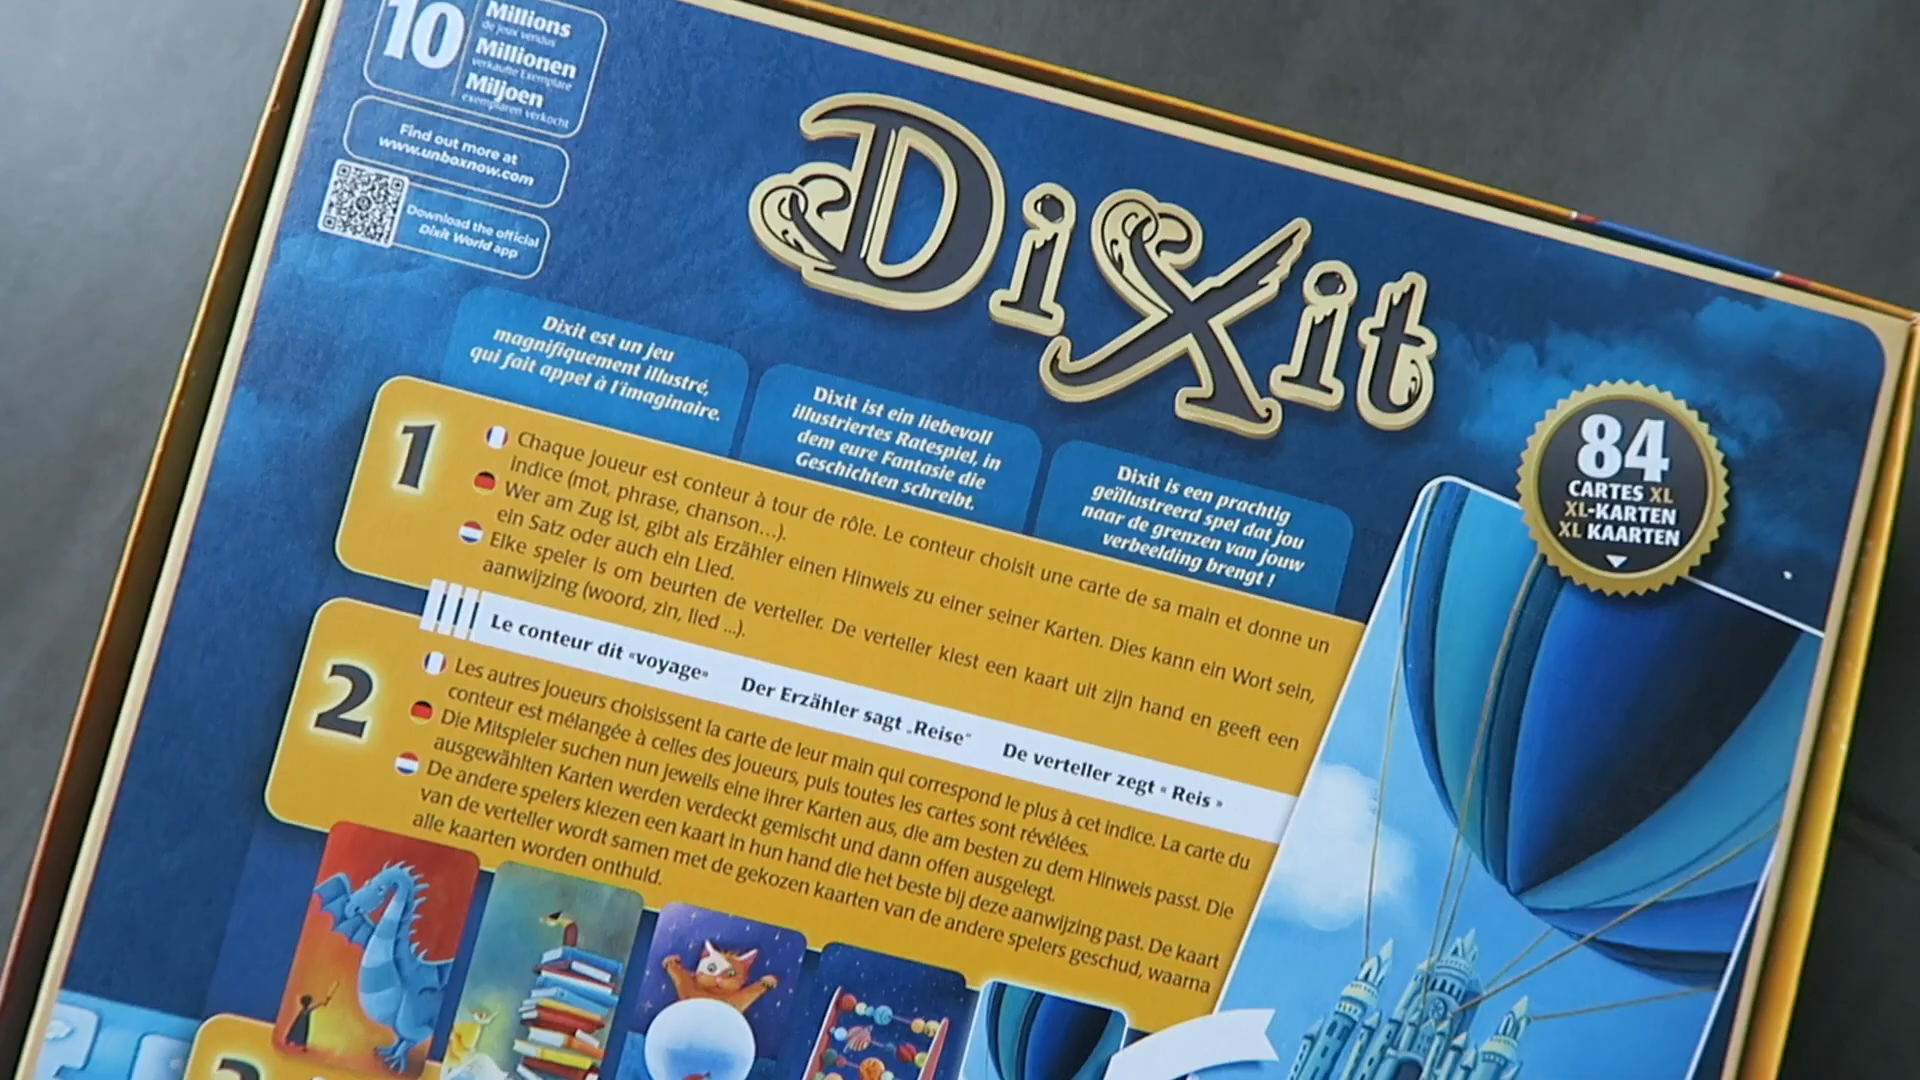 10
Millions
de jeux vendus
Millionen
verkaufte Exemplare
Miljoen
exemplaren verkocht
Find out more at
www.unboxnow.com
Download the official
Dixit World app
Dixit
Dixit est un jeu
magnifiquement illustré,
qui fait appel à l'imaginaire.
Dixit ist ein liebevoll
illustriertes Ratespiel, in
dem eure Fantasie die
Geschichten schreibt.
Dixit is een prachtig
geïllustreerd spel dat jou
naar de grenzen van jouw
verbeelding brengt !
84
CARTES XL
XL-KARTEN
XL KAARTEN
1
Chaque joueur est conteur à tour de rôle. Le conteur choisit une carte de sa main et donne un
indice (mot, phrase, chanson...).
Wer am Zug ist, gibt als Erzähler einen Hinweis zu einer seiner Karten. Dies kann ein Wort sein,
ein Satz oder auch ein Lied.
Elke speler is om beurten de verteller. De verteller kiest een kaart uit zijn hand en geeft een
aanwijzing (woord, zin, lied ...).
Le conteur dit «voyage» Der Erzähler sagt „Reise" De verteller zegt « Reis »
2
Les autres joueurs choisissent la carte de leur main qui correspond le plus à cet indice. La carte du
conteur est mélangée à celles des joueurs, puis toutes les cartes sont révélées.
Die Mitspieler suchen nun jeweils eine ihrer Karten aus, die am besten zu dem Hinweis passt. Die
ausgewählten Karten werden verdeckt gemischt und dann offen ausgelegt.
De andere spelers kiezen een kaart in hun hand die het beste bij deze aanwijzing past. De kaart
van de verteller wordt samen met de gekozen kaarten van de andere spelers geschud, waarna
alle kaarten worden onthuld.